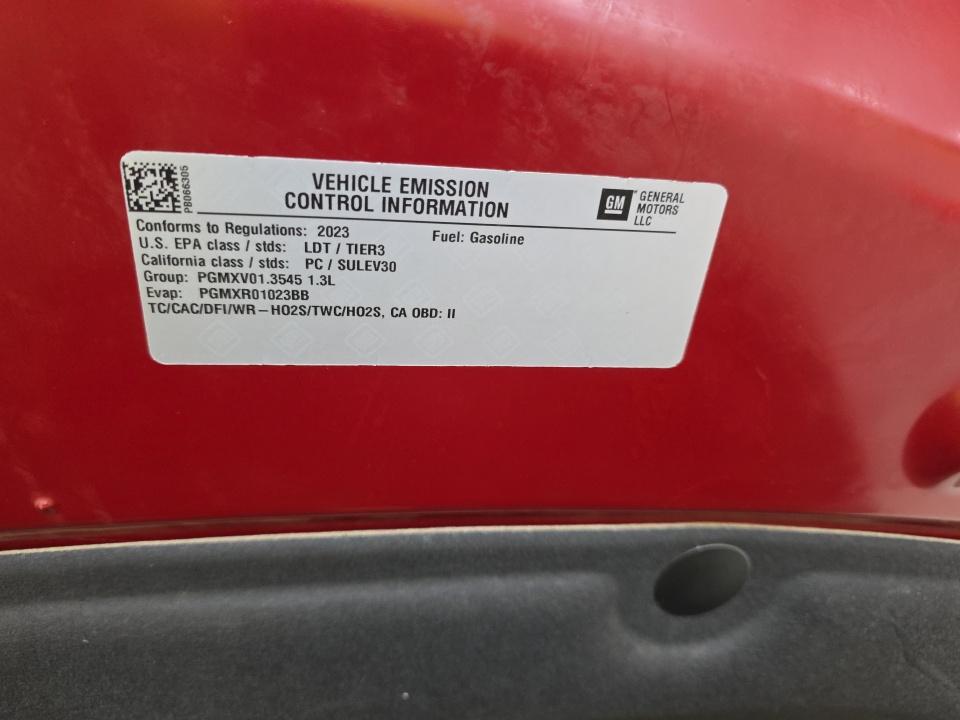 PB066305
VEHICLE EMISSION
CONTROL INFORMATION
GM
GENERAL
MOTORS
LLC
Conforms to Regulations: 2023
Fuel: Gasoline
U.S. EPA class / stds: LDT / TIER3
California class / stds: PC / SULEV30
Group: PGMXV01.3545 1.3L
Evap: PGMXR01023BB
TC/CAC/DFI/WR-HO2S/TWC/HO2S, CA OBD: II